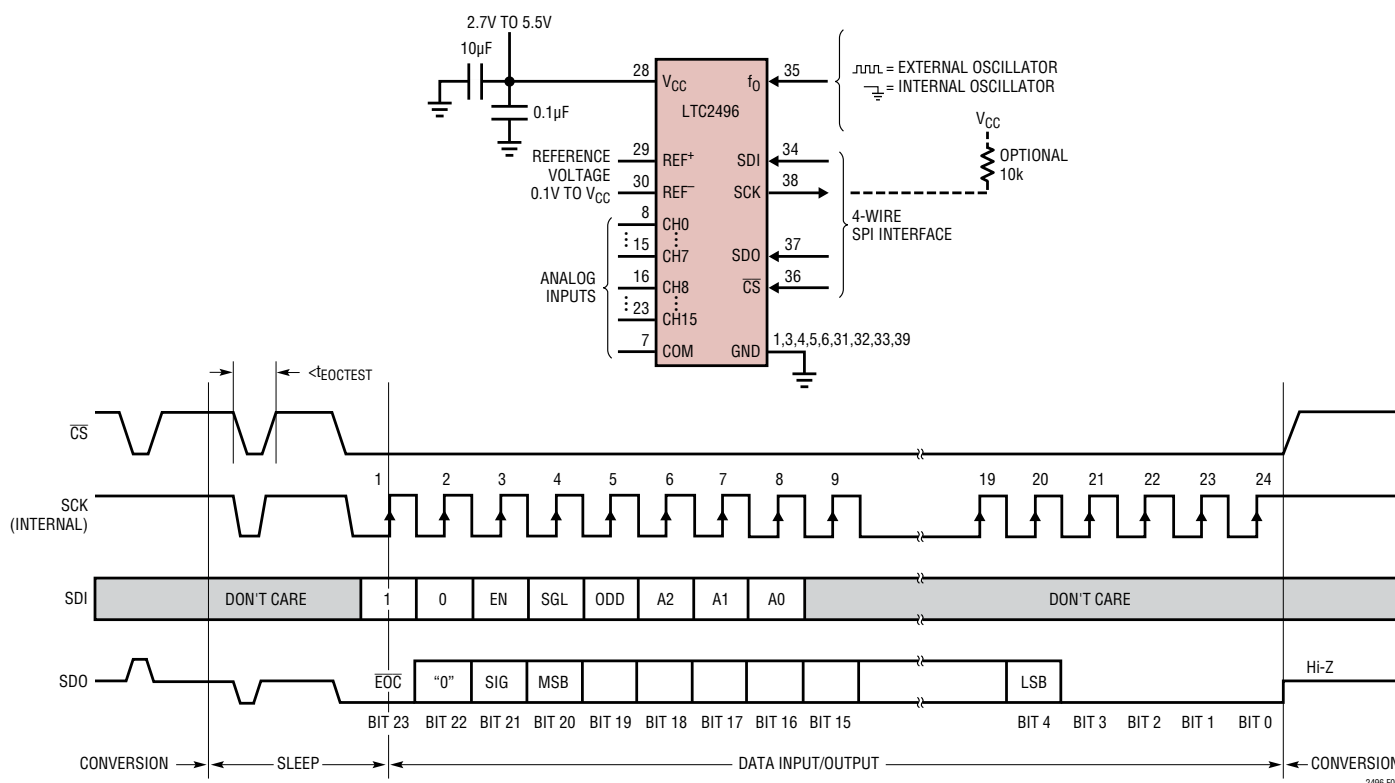 2.7V TO 5.5V
10µF
0.1µF
28
VCC
LTC2496
fO
35
= EXTERNAL OSCILLATOR
= INTERNAL OSCILLATOR
VCC
OPTIONAL
10k
REFERENCE
VOLTAGE
0.1V TO VCC
29
REF+
30
REF–
SDI
34
SCK
38
4-WIRE
SPI INTERFACE
SDO
37
CS
36
ANALOG
INPUTS
8
CH0
15
CH7
16
CH8
23
CH15
7
COM
GND
1,3,4,5,6,31,32,33,39
<tEOCTEST
CS
SCK
(INTERNAL)
1 2 3 4 5 6 7 8 9 19 20 21 22 23 24
SDI DON'T CARE 1 0 EN SGL ODD A2 A1 A0 DON'T CARE
SDO EOC "0" SIG MSB LSB Hi-Z
BIT 23 BIT 22 BIT 21 BIT 20 BIT 19 BIT 18 BIT 17 BIT 16 BIT 15 BIT 4 BIT 3 BIT 2 BIT 1 BIT 0
CONVERSION SLEEP DATA INPUT/OUTPUT CONVERSION